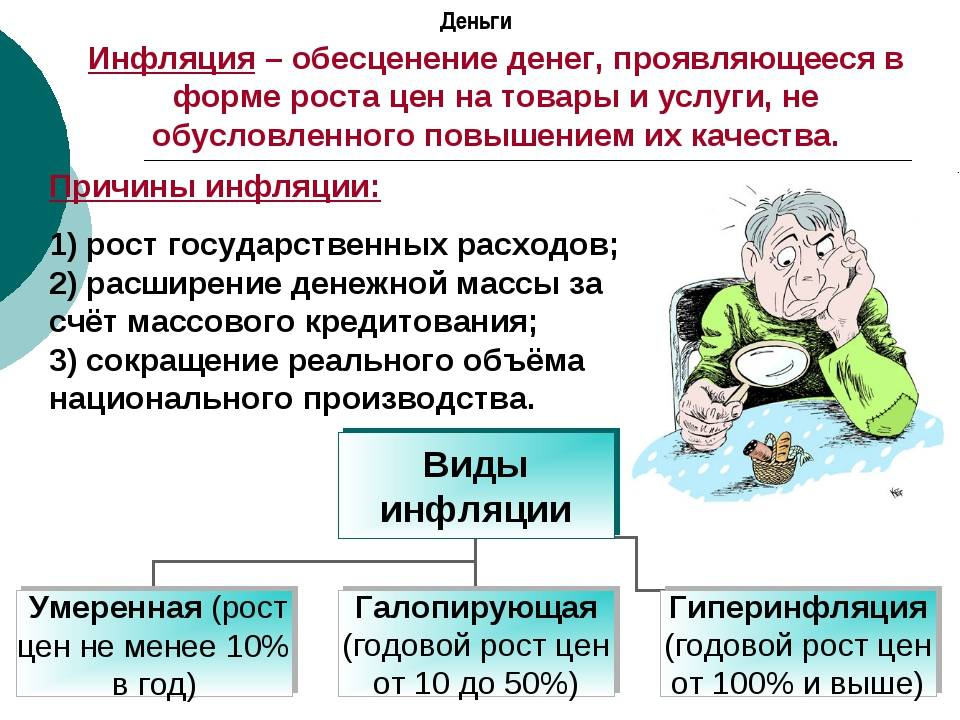 Деньги
Инфляция – обесценение денег, проявляющееся в
форме роста цен на товары и услуги, не
обусловленного повышением их качества.
Причины инфляции:
1) рост государственных расходов;
2) расширение денежной массы за
счёт массового кредитования;
3) сокращение реального объёма
национального производства.
Виды
инфляции
Умеренная (рост
цен не менее 10%
в год)
Галопирующая
(годовой рост цен
от 10 до 50%)
Гиперинфляция
(годовой рост цен
от 100% и выше)